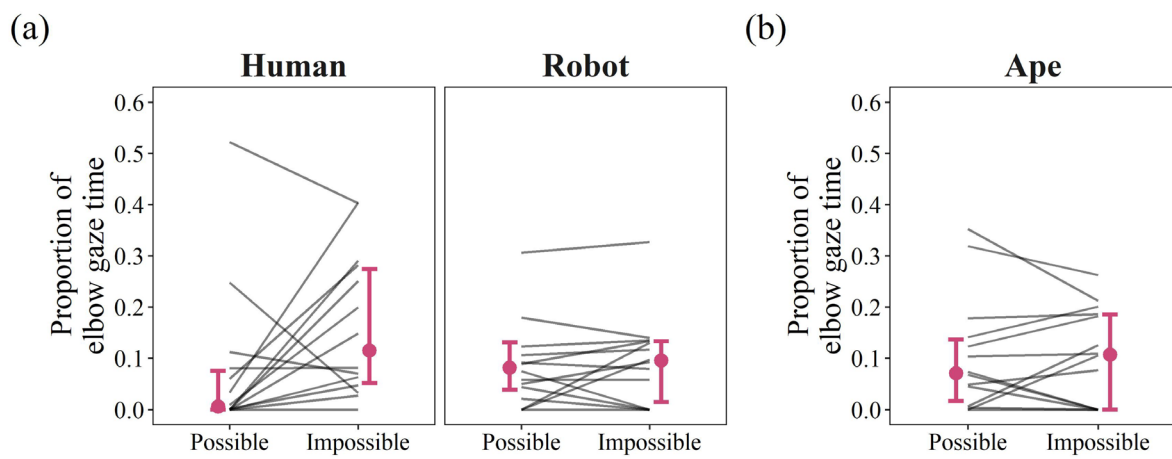 (a)
Human
Robot
Proportion of
elbow gaze time
0.6
0.5
0.4
0.3
0.2
0.1
0.0
Possible
Impossible
Possible
Impossible
(b)
Ape
Proportion of
elbow gaze time
0.6
0.5
0.4
0.3
0.2
0.1
0.0
Possible
Impossible